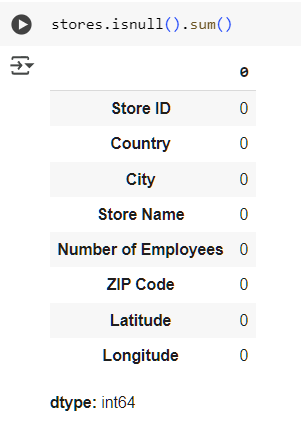 stores.isnull().sum()
0
Store ID 0
Country 0
City 0
Store Name 0
Number of Employees 0
ZIP Code 0
Latitude 0
Longitude 0
dtype: int64